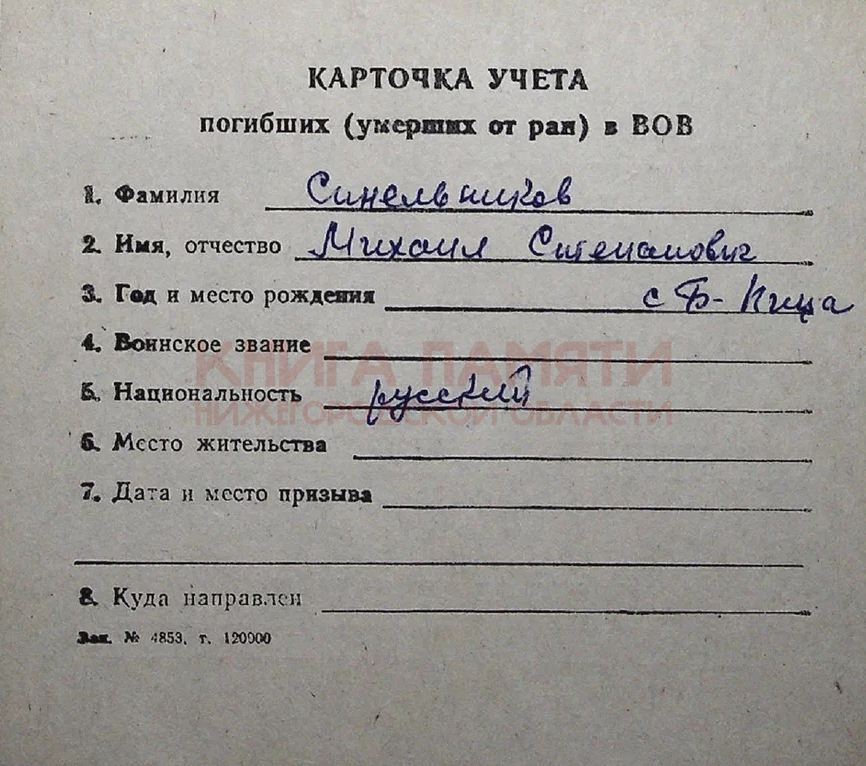 КАРТОЧКА УЧЕТА
погибших (умерших от ран) в ВОВ
1. Фамилия Синельников
2. Имя, отчество Михаил Степанович
3. Год и место рождения с Б-Кица
4. Воинское звание
КНИГА ПАМЯТИ
5. Национальность русский
НИЖЕГОРОДСКОЙ ОБЛАСТИ
6. Место жительства
7. Дата и место призыва
8. Куда направлен
Зак. № 4853, т. 120900